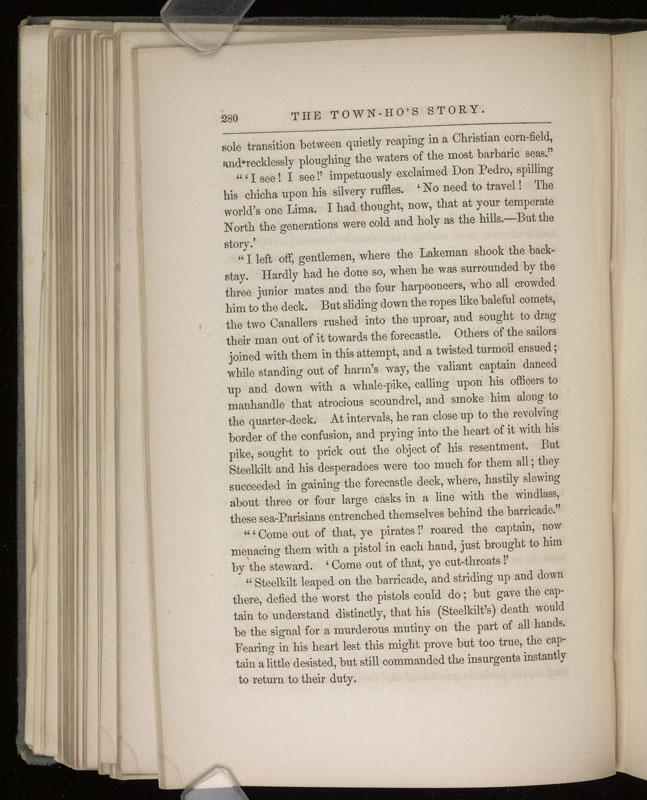 280 THE TOWN-HO'S STORY.
sole transition between quietly reaping in a Christian corn-field,
and recklessly ploughing the waters of the most barbaric seas.”
“‘I see! I see!’ impetuously exclaimed Don Pedro, spilling
his chicha upon his silvery ruffles. ‘No need to travel! The
world's one Lima. I had thought, now, that at your temperate
North the generations were cold and holy as the hills.—But the
story.’
“I left off, gentlemen, where the Lakeman shook the back-
stay. Hardly had he done so, when he was surrounded by the
three junior mates and the four harpooneers, who all crowded
him to the deck. But sliding down the ropes like baleful comets,
the two Canallers rushed into the uproar, and sought to drag
their man out of it towards the forecastle. Others of the sailors
joined with them in this attempt, and a twisted turmoil ensued;
while standing out of harm's way, the valiant captain danced
up and down with a whale-pike, calling upon his officers to
manhandle that atrocious scoundrel, and smoke him along to
the quarter-deck. At intervals, he ran close up to the revolving
border of the confusion, and prying into the heart of it with his
pike, sought to prick out the object of his resentment. But
Steelkilt and his desperadoes were too much for them all; they
succeeded in gaining the forecastle deck, where, hastily slewing
about three or four large casks in a line with the windlass,
these sea-Parisians entrenched themselves behind the barricade.”
“‘Come out of that, ye pirates!’ roared the captain, now
menacing them with a pistol in each hand, just brought to him
by the steward. ‘Come out of that, ye cut-throats!’
“Steelkilt leaped on the barricade, and striding up and down
there, defied the worst the pistols could do; but gave the cap-
tain to understand distinctly, that his (Steelkilt's) death would
be the signal for a murderous mutiny on the part of all hands.
Fearing in his heart lest this might prove but too true, the cap-
tain a little desisted, but still commanded the insurgents instantly
to return to their duty.